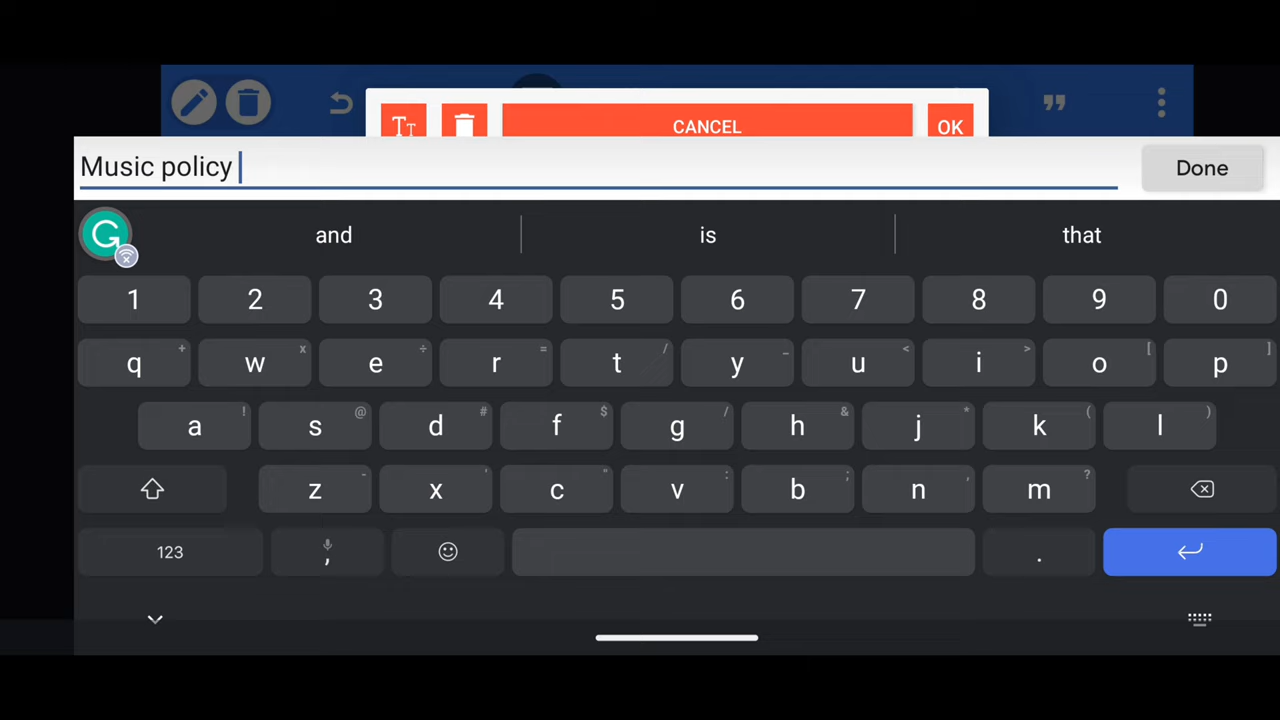 TT
CANCEL
OK
Music policy
Done
and
is
that
1 2 3 4 5 6 7 8 9 0
q + w x e ÷ r = t / y _ u < i > o [ p ]
a ! s @ d # f $ g / h & j * k ( l )
z - x ' c " v : b ; n , m ?
123 , .